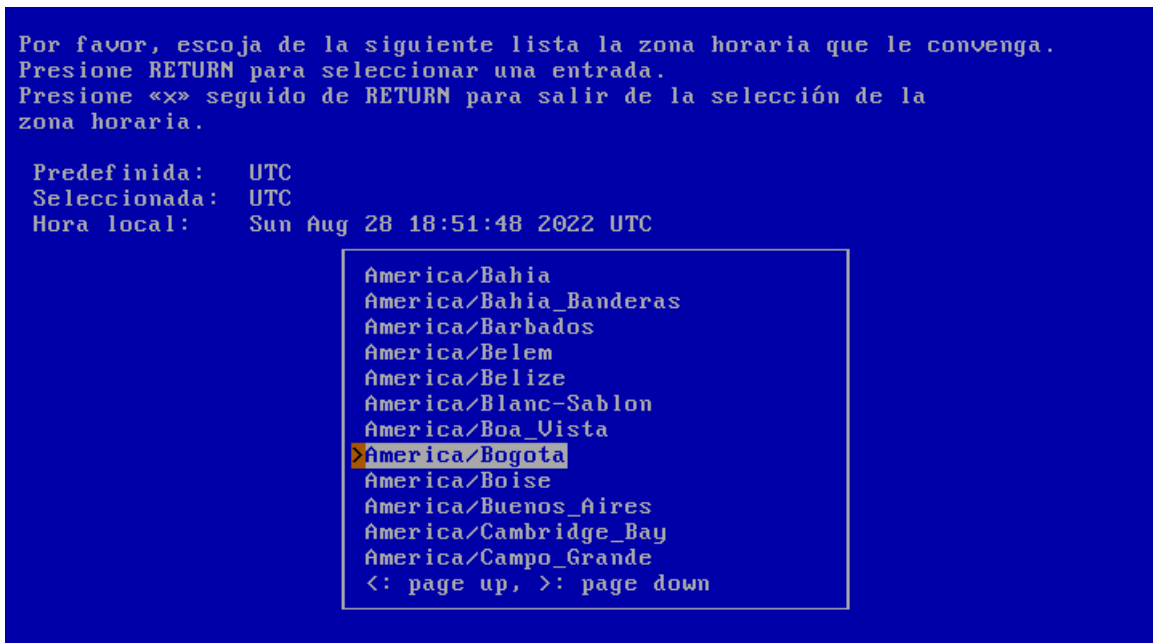 Por favor, escoja de la siguiente lista la zona horaria que le convenga.
Presione RETURN para seleccionar una entrada.
Presione «x» seguido de RETURN para salir de la selección de la
zona horaria.
Predefinida: UTC
Seleccionada: UTC
Hora local: Sun Aug 28 18:51:48 2022 UTC
America/Bahia
America/Bahia_Banderas
America/Barbados
America/Belem
America/Belize
America/Blanc-Sablon
America/Boa_Vista
>America/Bogota
America/Boise
America/Buenos_Aires
America/Cambridge_Bay
America/Campo_Grande
<: page up, >: page down